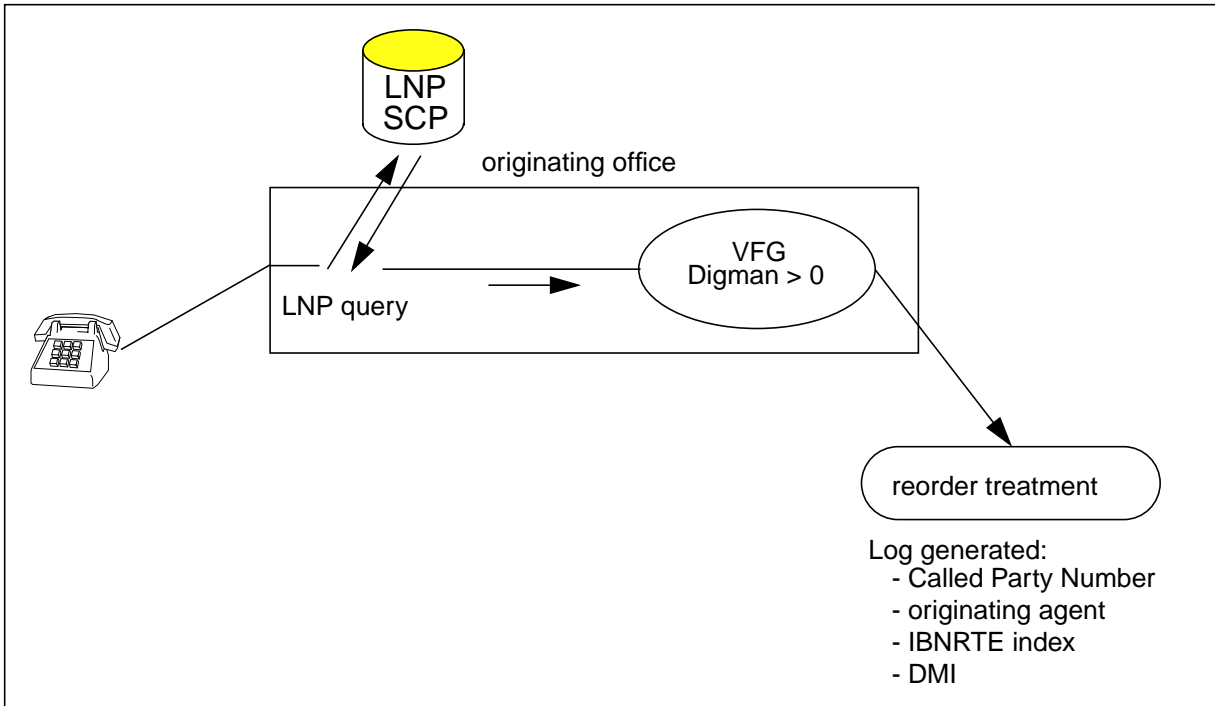 LNP
SCP
originating office
VFG
Digman > 0
LNP query
reorder treatment
Log generated:
- Called Party Number
- originating agent
- IBNRTE index
- DMI